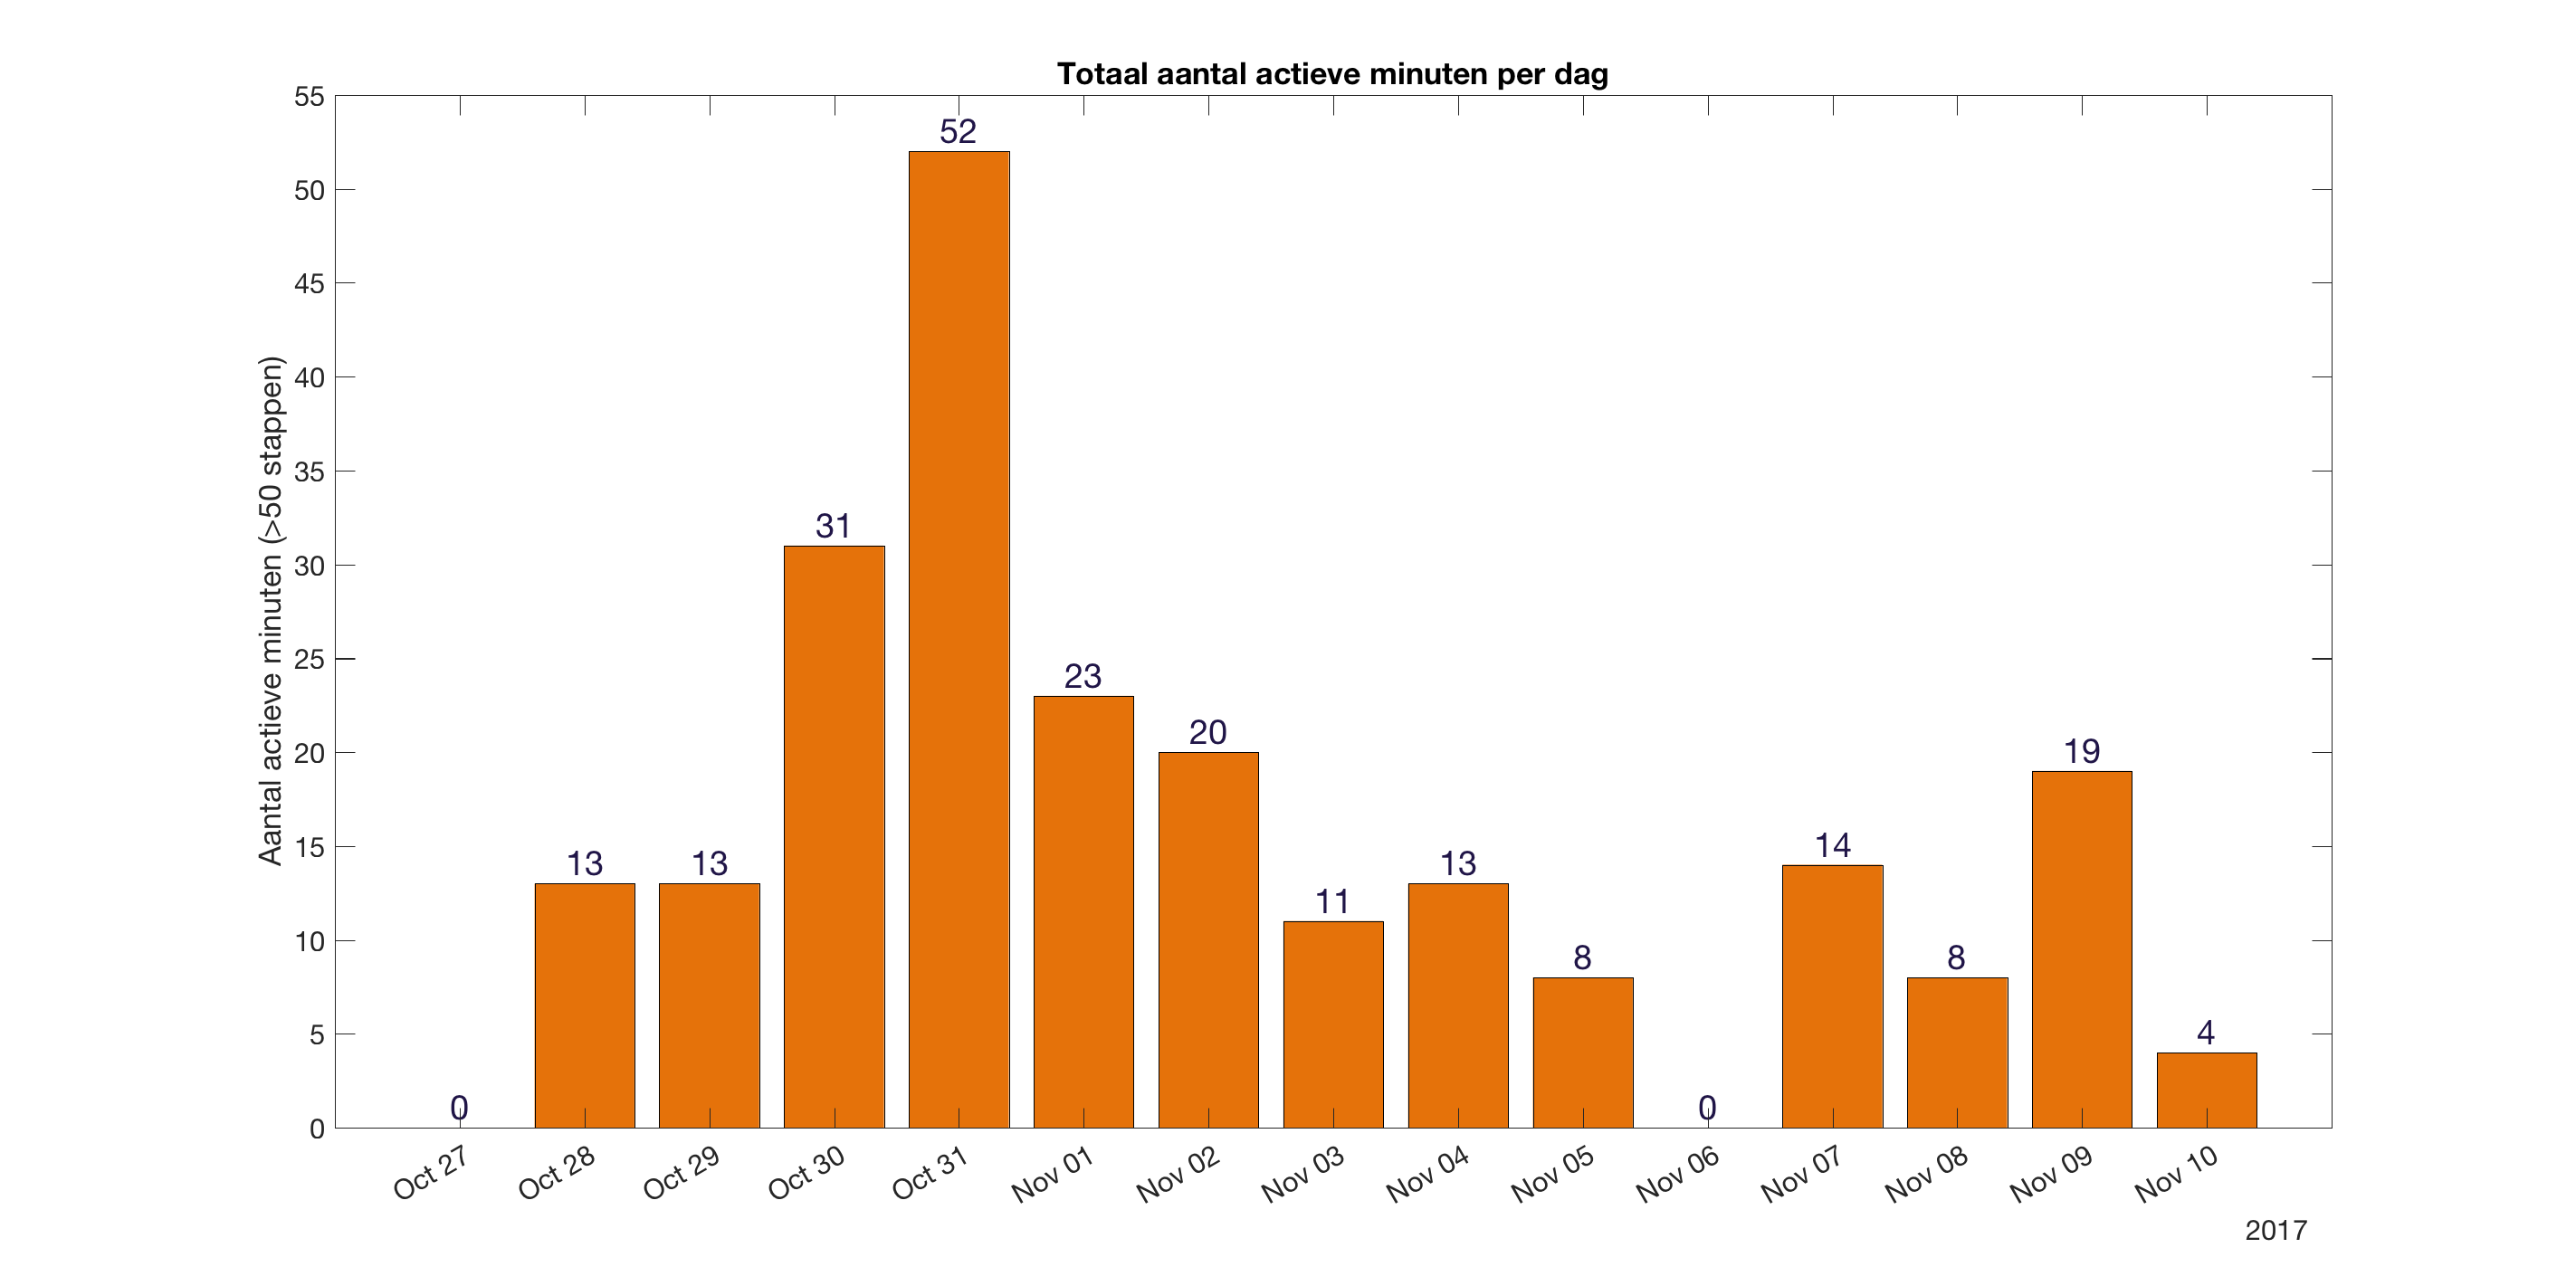 Totaal aantal actieve minuten per dag
Aantal actieve minuten (>50 stappen)
55
50
45
40
35
30
25
20
15
10
5
0
0
13
13
31
52
23
20
11
13
8
0
14
8
19
4
Oct 27
Oct 28
Oct 29
Oct 30
Oct 31
Nov 01
Nov 02
Nov 03
Nov 04
Nov 05
Nov 06
Nov 07
Nov 08
Nov 09
Nov 10
2017